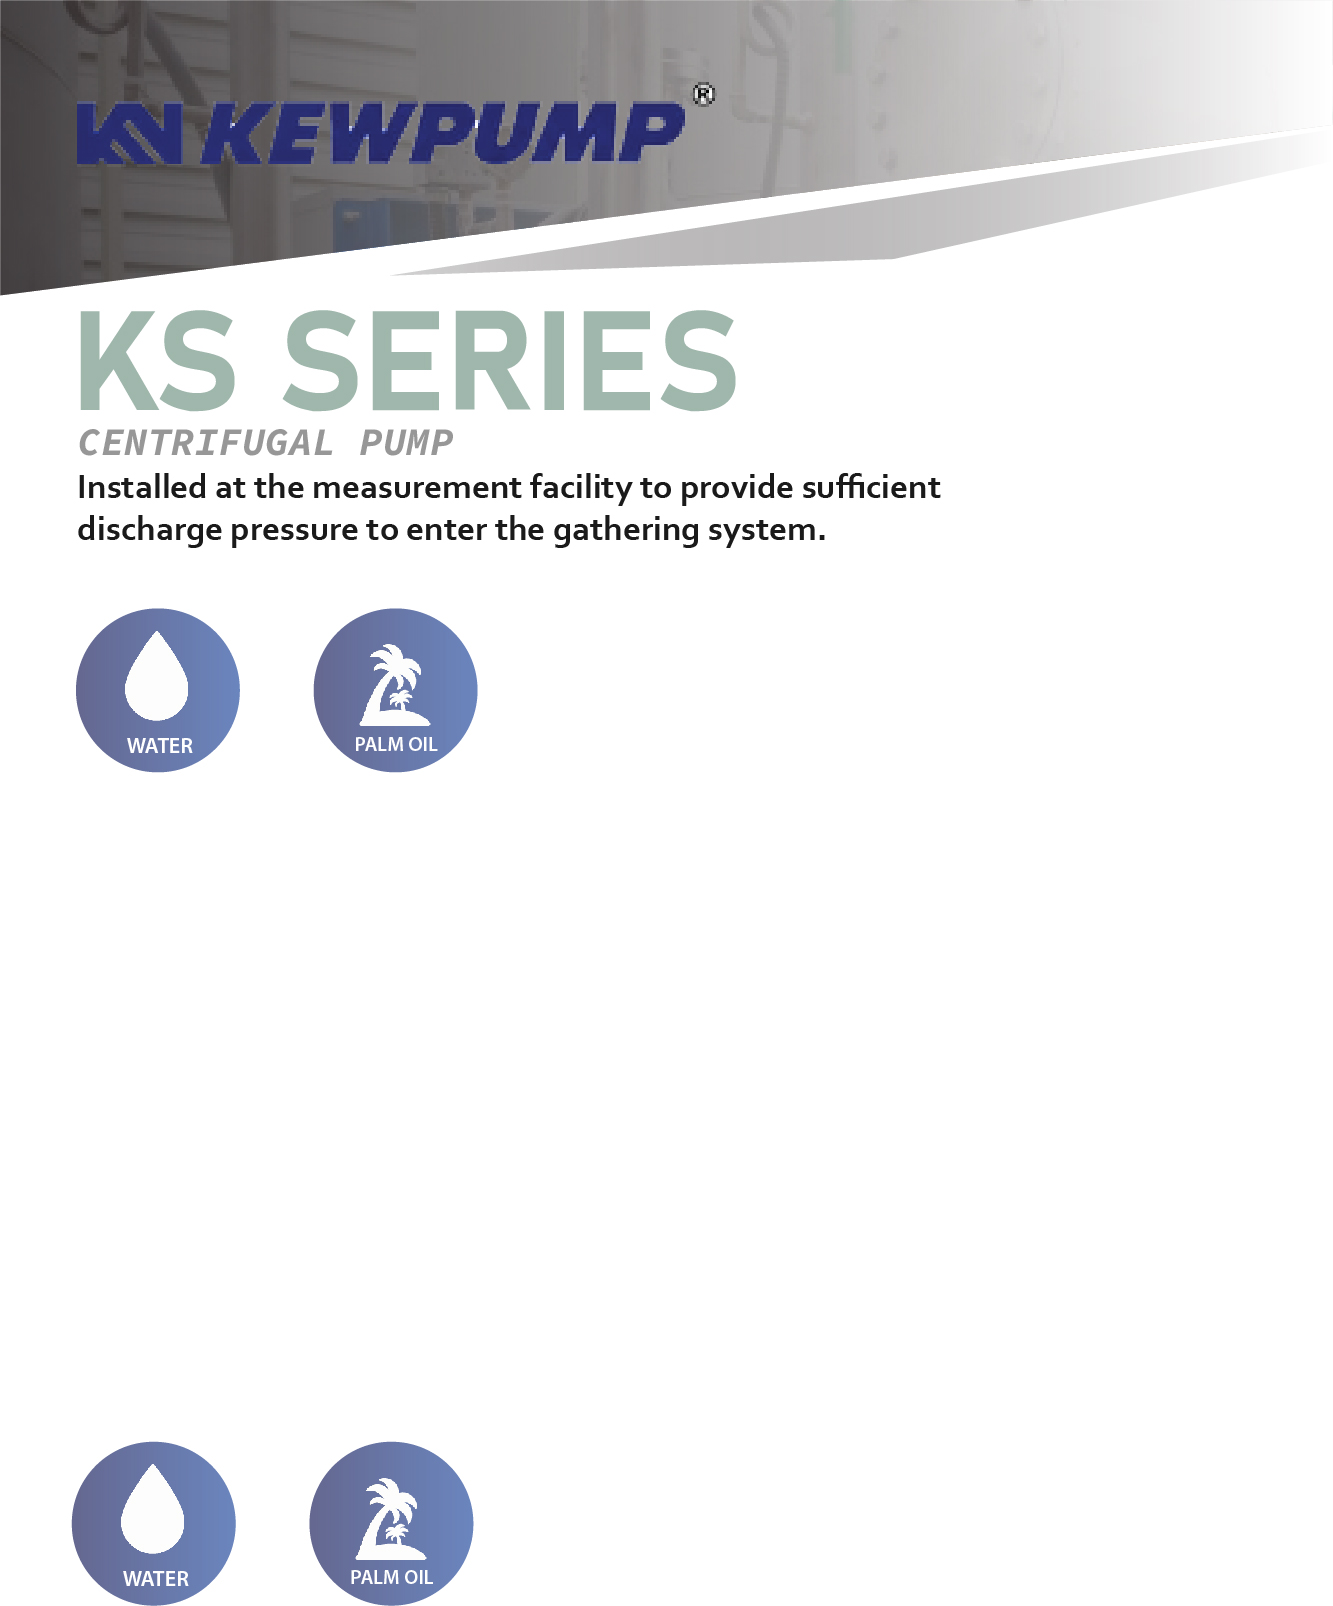 KEWPUMP®
KS SERIES
CENTRIFUGAL PUMP
Installed at the measurement facility to provide sufficient
discharge pressure to enter the gathering system.
WATER
PALM OIL
WATER
PALM OIL